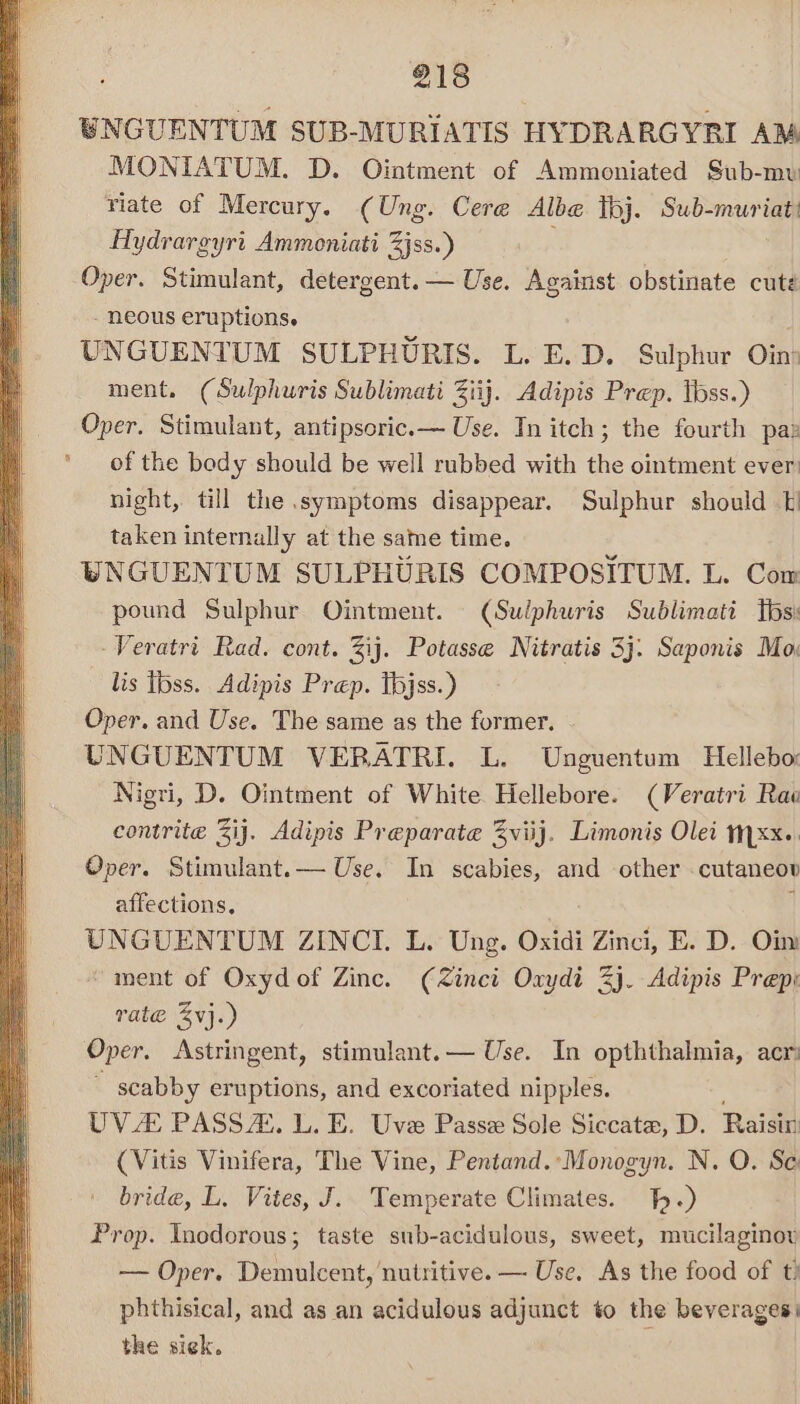 218
UNGUENTUM SUB-MURIATIS HYDRARGYRI AM
MONIATUM. D. Ointment of Ammoniated Sub-mu
riate of Mercury. (Ung. Ceræ Albæ ℔j. Sub-muriat
Hydrargyri Ammoniati ℥jss.)
Oper. Stimulant, detergent. — Use. Against obstinate cuta
neous eruptions.
UNGUENTUM SULPHURIS. L. E. D. Sulphur Oin
ment. (Sulphuris Sublimati ℥iij. Adipis Præp. ℔ss.)
Oper. Stimulant, antipsoric. — Use. In itch; the fourth pa
of the body should be well rubbed with the ointment ever
night, till the symptoms disappear. Sulphur should
taken internally at the same time.
UNGUENTUM SULPHURIS COMPOSITUM. L. Com
pound Sulphur Ointment. (Sulphuris Sublimati ℔s
Veratri Rad. cont. ℥ij. Potassæ Nitratis ʒj. Saponis Mo
lis ℔ss. Adipis Præp. ℔jss.)
Oper. and Use. The same as the former.
UNGUENTUM VERATRI. L. Unguentum Hellebo
Nigri, D. Ointment of White Hellebore. (Veratri Ra
contritæ ℥ij. Adipis Præparatæ ℥viij. Limonis Olei ♏xx.
Oper. Stimulant. — Use. In scabies, and other cutaneo
affections.
UNGUENTUM ZINCI. L. Ung. Oxidi Zinci, E. D. Oin
ment of Oxyd of Zinc. (Zinci Oxydi ℥j. Adipis Præp
ratæ ℥vj.)
Oper. Astringent, stimulant. — Use. In opththalmia, acr
scabby eruptions, and excoriated nipples.
UVÆ PASSÆ. L. E. Uvæ Passæ Sole Siccatæ, D. Raisin
(Vitis Vinifera, The Vine, Pentand. Monogyn. N. O. Sc
bridæ, L. Vites, J. Temperate Climates. ♄.)
Prop. Inodorous; taste sub-acidulous, sweet, mucilagino
— Oper. Demulcent, nutritive. — Use. As the food of t
phthisical, and as an acidulous adjunct to the beverages
the sick.